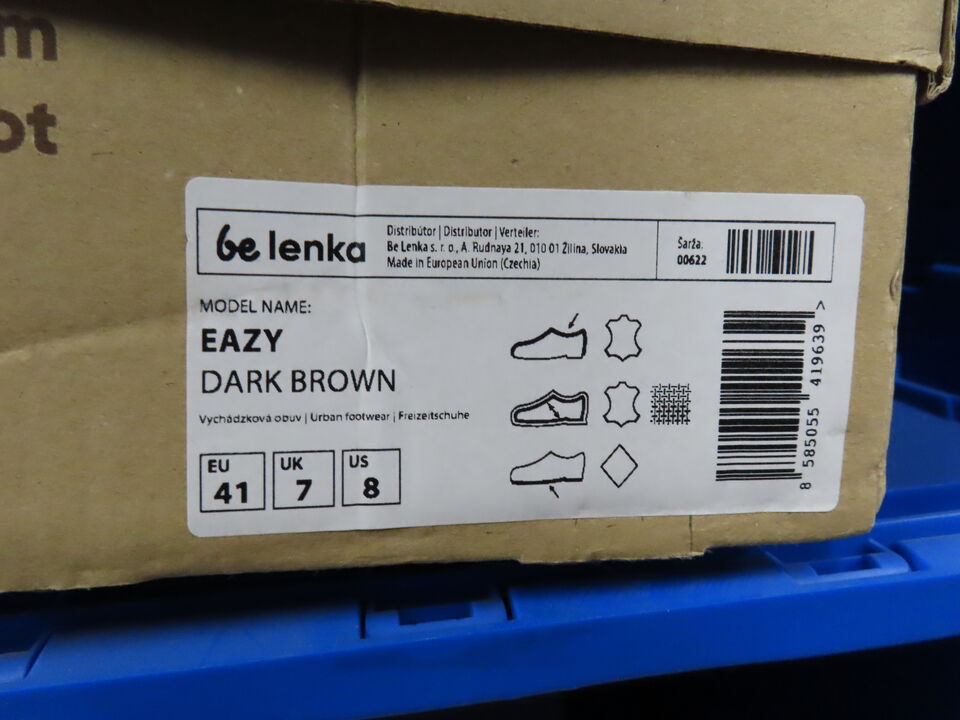 m
ot
be lenka
Distribútor | Distributor | Verteiler:
Be Lenka s. r. o., A. Rudnaya 21, 010 01 Žilina, Slovakia
Made in European Union (Czechia)
Šarža:
00622
MODEL NAME:
EAZY
DARK BROWN
Vychádzková obuv | Urban footwear | Freizeitschuhe
EU
41
UK
7
US
8
8 585055 419639 >